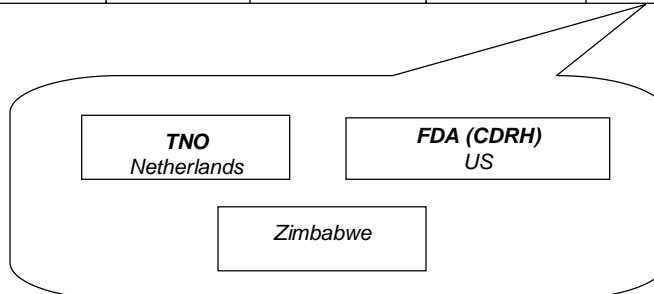 TNO
Netherlands
FDA (CDRH)
US
Zimbabwe